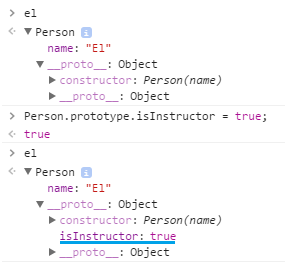 > el
Person i
name: "El"
__proto__: Object
constructor: Person(name)
__proto__: Object
> Person.prototype.isInstructor = true;
true
> el
Person i
name: "El"
__proto__: Object
constructor: Person(name)
isInstructor: true
__proto__: Object